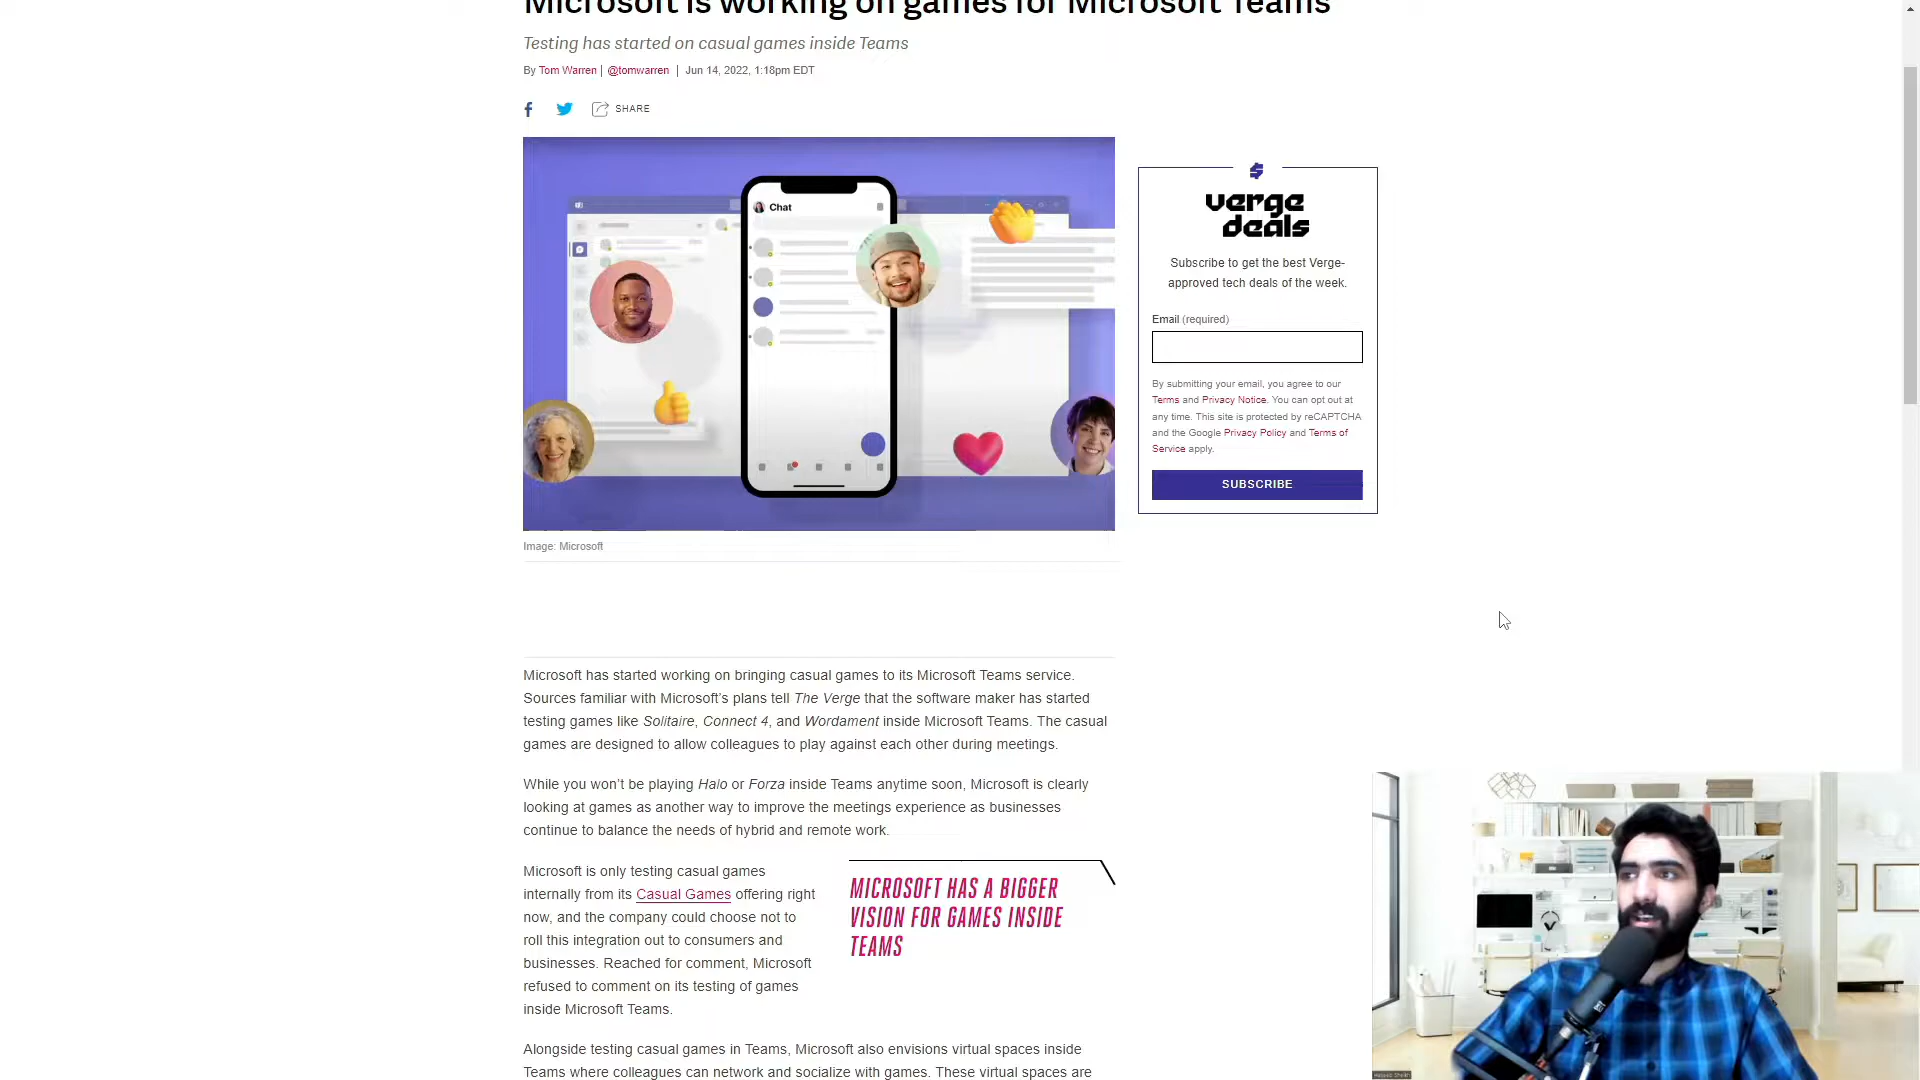 Microsoft is working on games for Microsoft Teams
Testing has started on casual games inside Teams
By Tom Warren | @tomwarren | Jun 14, 2022, 1:18pm EDT
SHARE
Chat
Image: Microsoft
verge
deals
Subscribe to get the best Verge-
approved tech deals of the week.
Email (required)
By submitting your email, you agree to our
Terms and Privacy Notice. You can opt out at
any time. This site is protected by reCAPTCHA
and the Google Privacy Policy and Terms of
Service apply.
SUBSCRIBE
Microsoft has started working on bringing casual games to its Microsoft Teams service.
Sources familiar with Microsoft’s plans tell The Verge that the software maker has started
testing games like Solitaire, Connect 4, and Wordament inside Microsoft Teams. The casual
games are designed to allow colleagues to play against each other during meetings.
While you won’t be playing Halo or Forza inside Teams anytime soon, Microsoft is clearly
looking at games as another way to improve the meetings experience as businesses
continue to balance the needs of hybrid and remote work.
Microsoft is only testing casual games
internally from its Casual Games offering right
now, and the company could choose not to
roll this integration out to consumers and
businesses. Reached for comment, Microsoft
refused to comment on its testing of games
inside Microsoft Teams.
MICROSOFT HAS A BIGGER
VISION FOR GAMES INSIDE
TEAMS
Alongside testing casual games in Teams, Microsoft also envisions virtual spaces inside
Teams where colleagues can network and socialize with games. These virtual spaces are